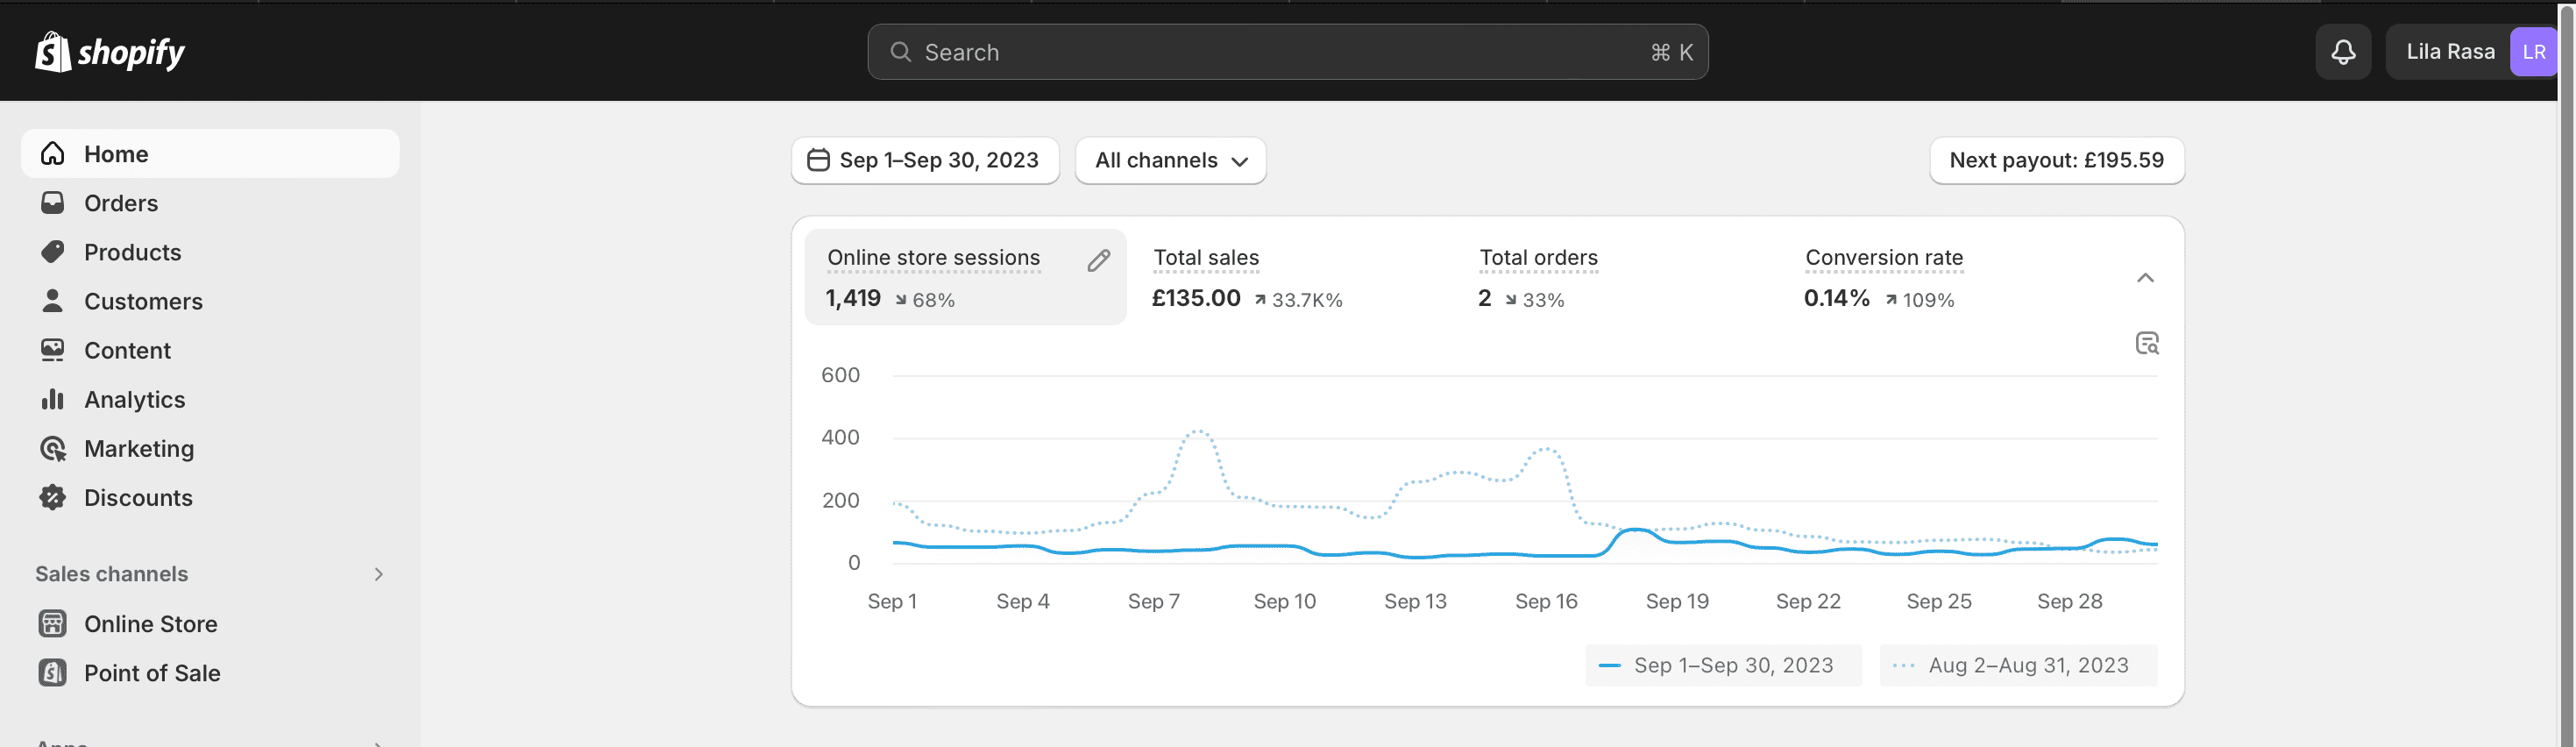 shopify
Search
⌘ K
Lila Rasa
LR
Home
Orders
Products
Customers
Content
Analytics
Marketing
Discounts
Sales channels
Online Store
Point of Sale
Apps
Sep 1–Sep 30, 2023
All channels
Next payout: £195.59
Online store sessions
1,419 68%
Total sales
£135.00 33.7K%
Total orders
2 33%
Conversion rate
0.14% 109%
600
400
200
0
Sep 1 Sep 4 Sep 7 Sep 10 Sep 13 Sep 16 Sep 19 Sep 22 Sep 25 Sep 28
Sep 1–Sep 30, 2023
Aug 2–Aug 31, 2023